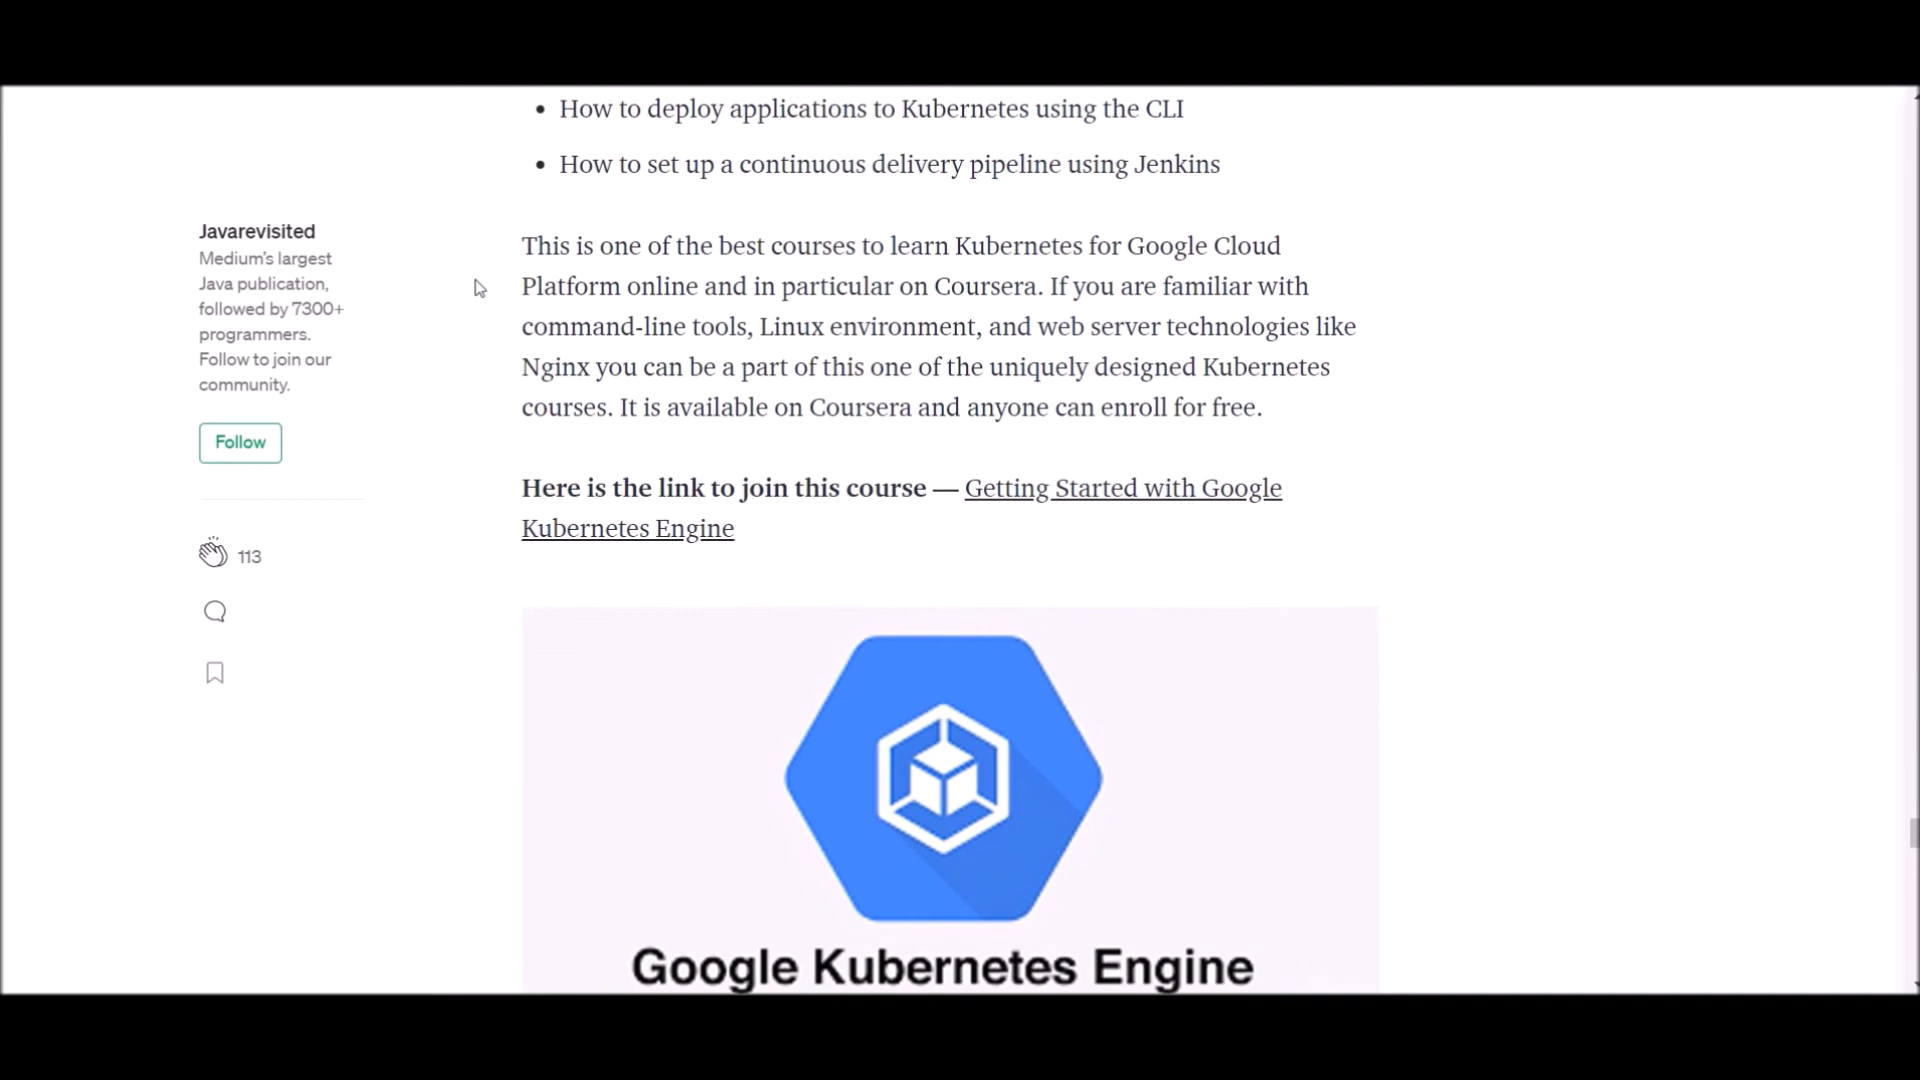 How to deploy applications to Kubernetes using the CLI
How to set up a continuous delivery pipeline using Jenkins
Javarevisited
Medium's largest
Java publication,
followed by 7300+
programmers.
Follow to join our
community.
Follow
113
This is one of the best courses to learn Kubernetes for Google Cloud
Platform online and in particular on Coursera. If you are familiar with
command-line tools, Linux environment, and web server technologies like
Nginx you can be a part of this one of the uniquely designed Kubernetes
courses. It is available on Coursera and anyone can enroll for free.
Here is the link to join this course — Getting Started with Google
Kubernetes Engine
Google Kubernetes Engine